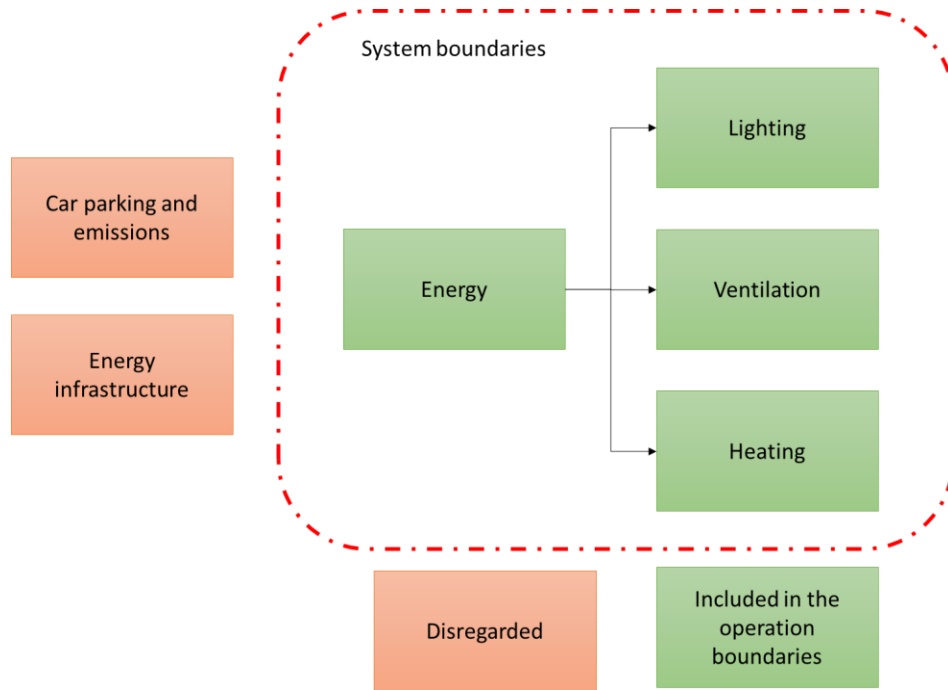 System boundaries
Lighting
Car parking and
emissions
Energy
Ventilation
Energy
infrastructure
Heating
Disregarded
Included in the
operation
boundaries